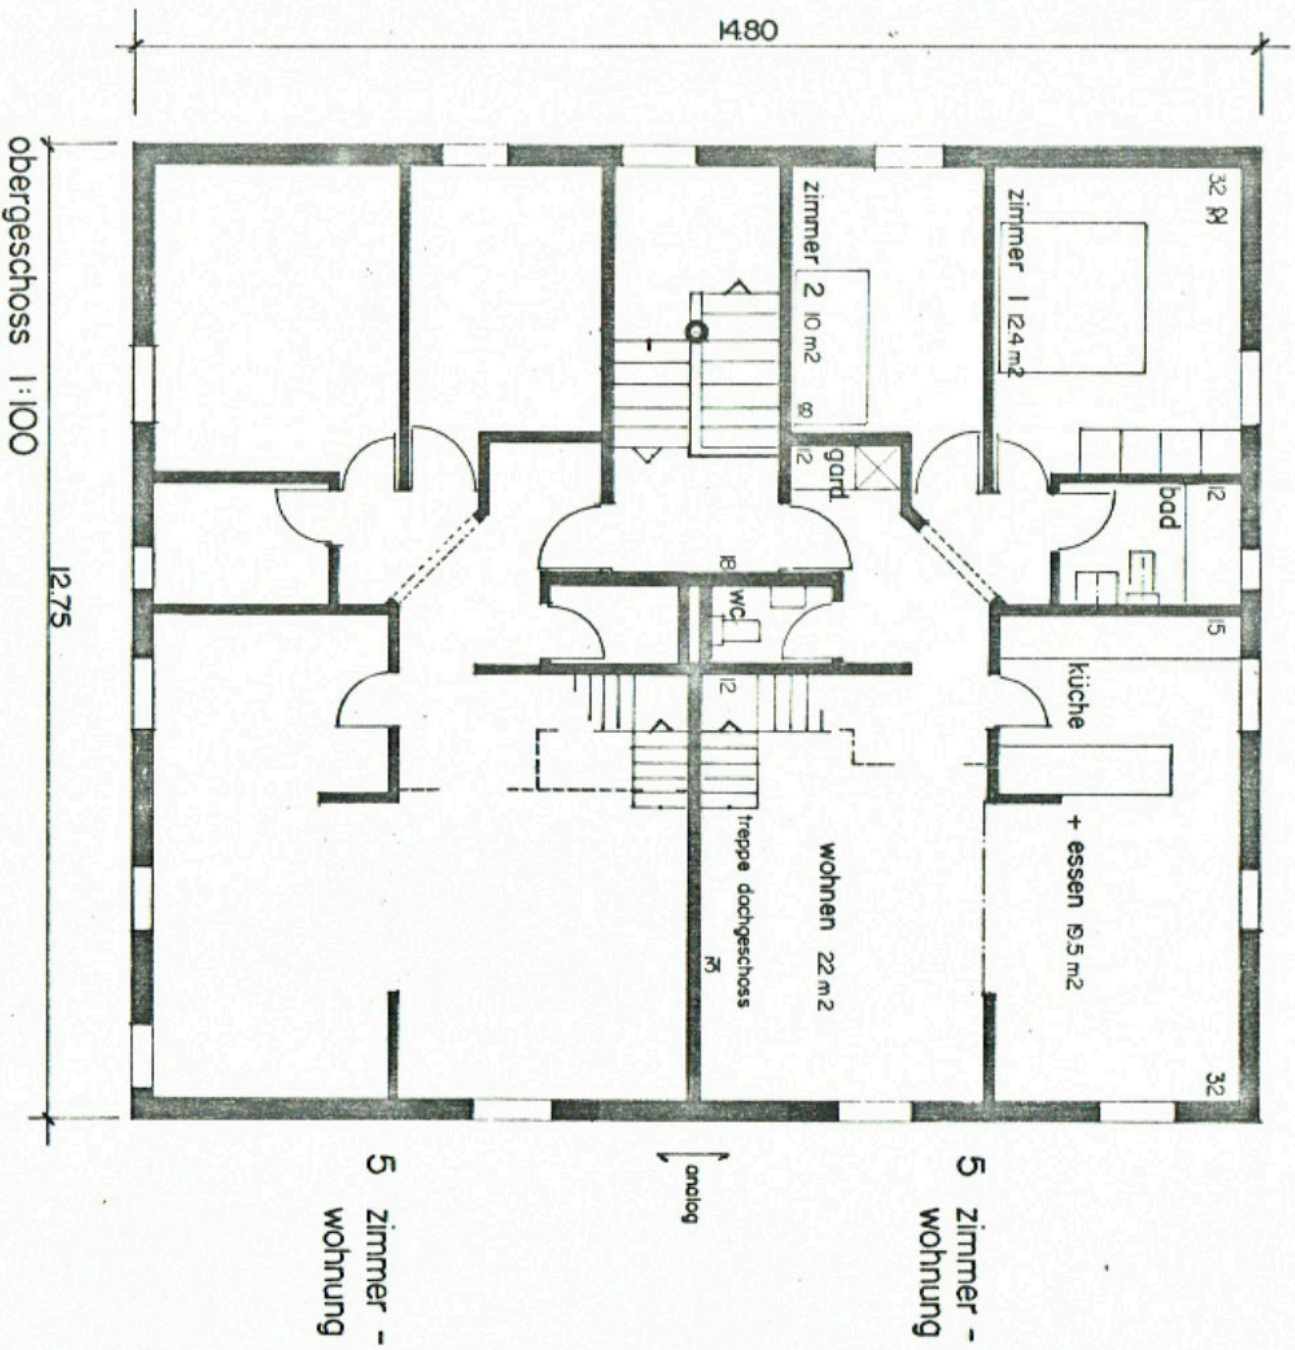 14.80
obergeschoss 1:100
12.75
32
zimmer 1 12.4 m2
zimmer 2 10 m2
8
12
gard.
12
bad
15
18
wc
12
küche
+ essen 19.5 m2
wohnen 22 m2
treppe dachgeschoss
32
analog
5 zimmer -
wohnung
5 zimmer -
wohnung